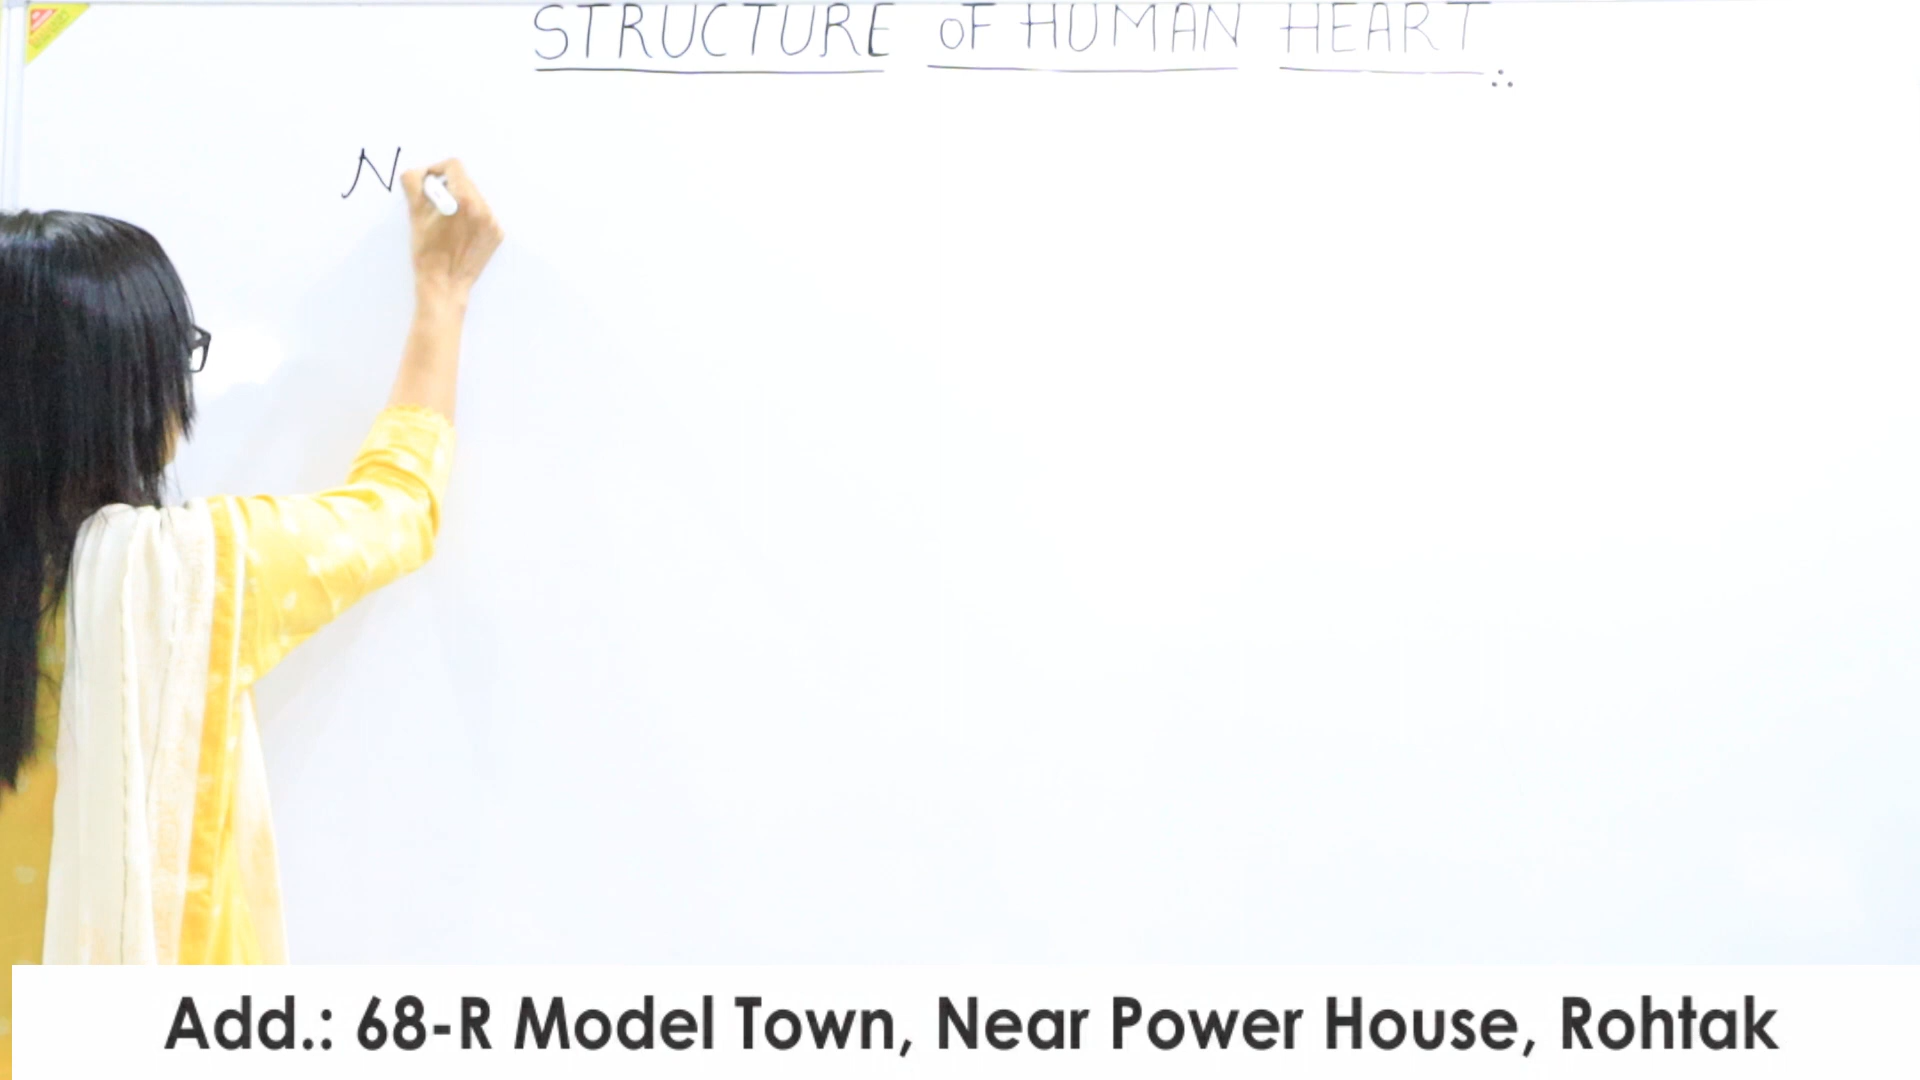 STRUCTURE OF HUMAN HEART
N
Add.: 68-R Model Town, Near Power House, Rohtak